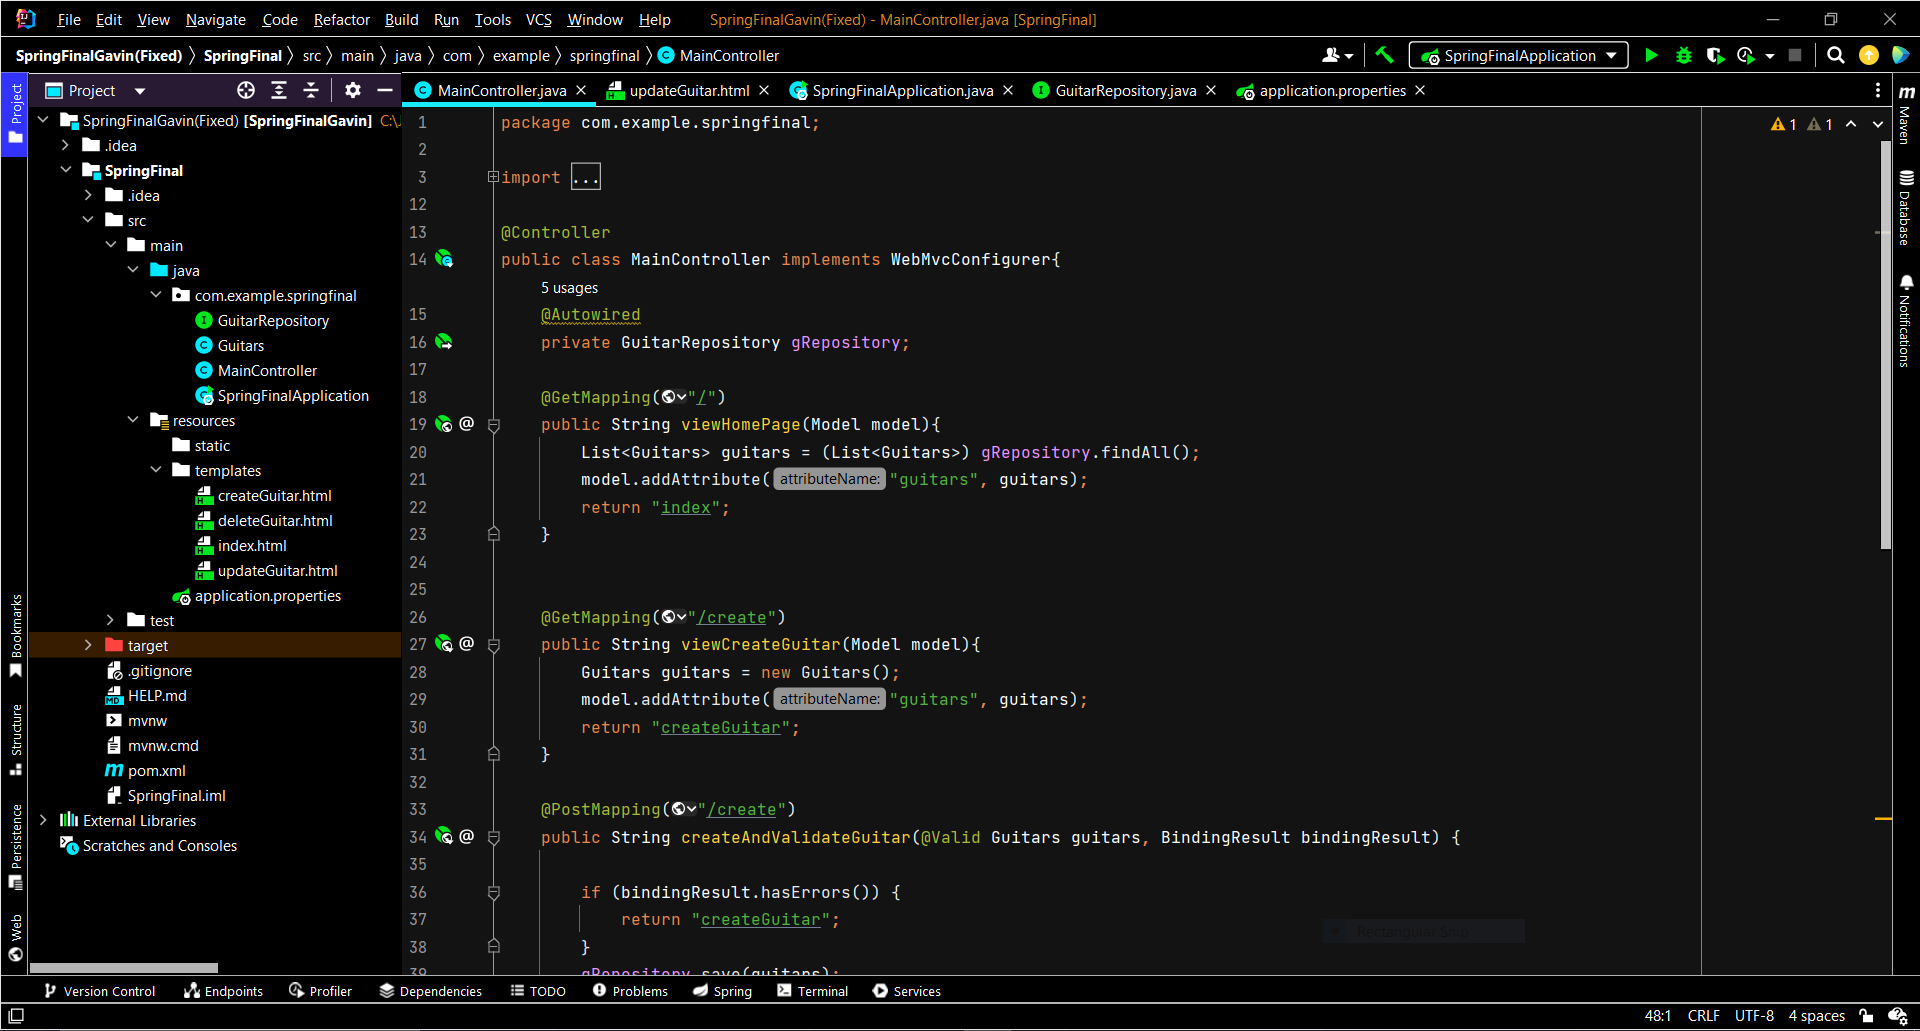 File Edit View Navigate Code Refactor Build Run Tools VCS Window Help SpringFinalGavin(Fixed) - MainController.java [SpringFinal]
SpringFinalGavin(Fixed) SpringFinal src main java com example springfinal MainController SpringFinalApplication
Project
Project
MainController.java updateGuitar.html SpringFinalApplication.java GuitarRepository.java application.properties
SpringFinalGavin(Fixed) [SpringFinalGavin] C:\
.idea
SpringFinal
.idea
src
main
java
com.example.springfinal
GuitarRepository
Guitars
MainController
SpringFinalApplication
resources
static
templates
createGuitar.html
deleteGuitar.html
index.html
updateGuitar.html
application.properties
test
target
.gitignore
HELP.md
mvnw
mvnw.cmd
pom.xml
SpringFinal.iml
External Libraries
Scratches and Consoles
Bookmarks
Structure
Persistence
Web
1 package com.example.springfinal;
2
3 import ...
12
13 @Controller
14 public class MainController implements WebMvcConfigurer{
5 usages
15 @Autowired
16 private GuitarRepository gRepository;
17
18 @GetMapping("/")
19 @ public String viewHomePage(Model model){
20 List<Guitars> guitars = (List<Guitars>) gRepository.findAll();
21 model.addAttribute( attributeName: "guitars", guitars);
22 return "index";
23 }
24
25
26 @GetMapping("/create")
27 @ public String viewCreateGuitar(Model model){
28 Guitars guitars = new Guitars();
29 model.addAttribute( attributeName: "guitars", guitars);
30 return "createGuitar";
31 }
32
33 @PostMapping("/create")
34 @ public String createAndValidateGuitar(@Valid Guitars guitars, BindingResult bindingResult) {
35
36 if (bindingResult.hasErrors()) {
37 return "createGuitar";
38 }
39 gRepository.save(guitars);
1 1
Rectangular Snip
m Maven
Database
Notifications
Version Control Endpoints Profiler Dependencies TODO Problems Spring Terminal Services
48:1 CRLF UTF-8 4 spaces